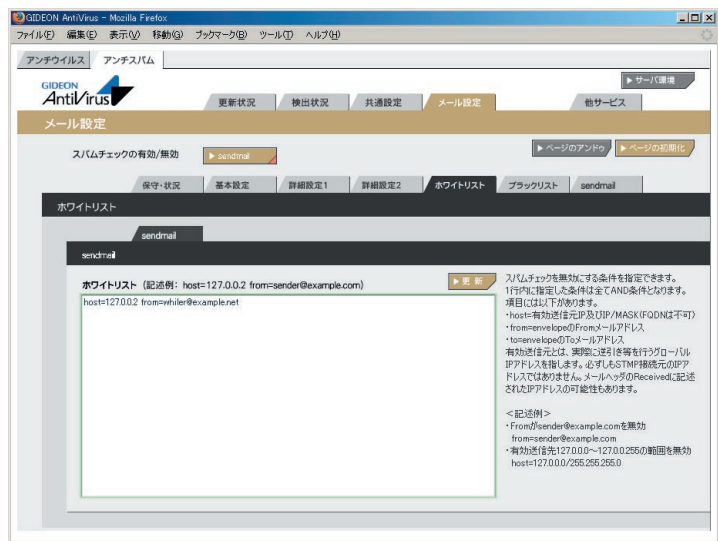 GIDEON AntiVirus - Mozilla Firefox
ファイル(F) 編集(E) 表示(V) 移動(G) ブックマーク(B) ツール(T) ヘルプ(H)
アンチウイルス アンチスパム
GIDEON
AntiVirus
サーバ環境
更新状況 検出状況 共通設定 メール設定 他サービス
メール設定
スパムチェックの有効/無効 sendmail ページのアンドゥ ページの初期化
保守・状況 基本設定 詳細設定1 詳細設定2 ホワイトリスト ブラックリスト sendmail
ホワイトリスト
sendmail
sendmail
ホワイトリスト (記述例: host=127.0.0.2 from=sender@example.com) 更 新
host=127.0.0.2 from=whiler@example.net
スパムチェックを無効にする条件を指定できます。
1行内に指定した条件は全てAND条件となります。
項目には以下があります。
・host=有効送信元IP及びIP/MASK(FQDNは不可)
・from=envelopeのFromメールアドレス
・to=envelopeのToメールアドレス
有効送信元とは、実際に逆引き等を行うグローバル
IPアドレスを指します。必ずしもSTMP接続元のIPア
ドレスではありません。メールヘッダのReceivedに記述
されたIPアドレスの可能性もあります。
<記述例>
・Fromがsender@example.comを無効
from=sender@example.com
・有効送信先127.0.0.0～127.0.0.255の範囲を無効
host=127.0.0.0/255.255.255.0